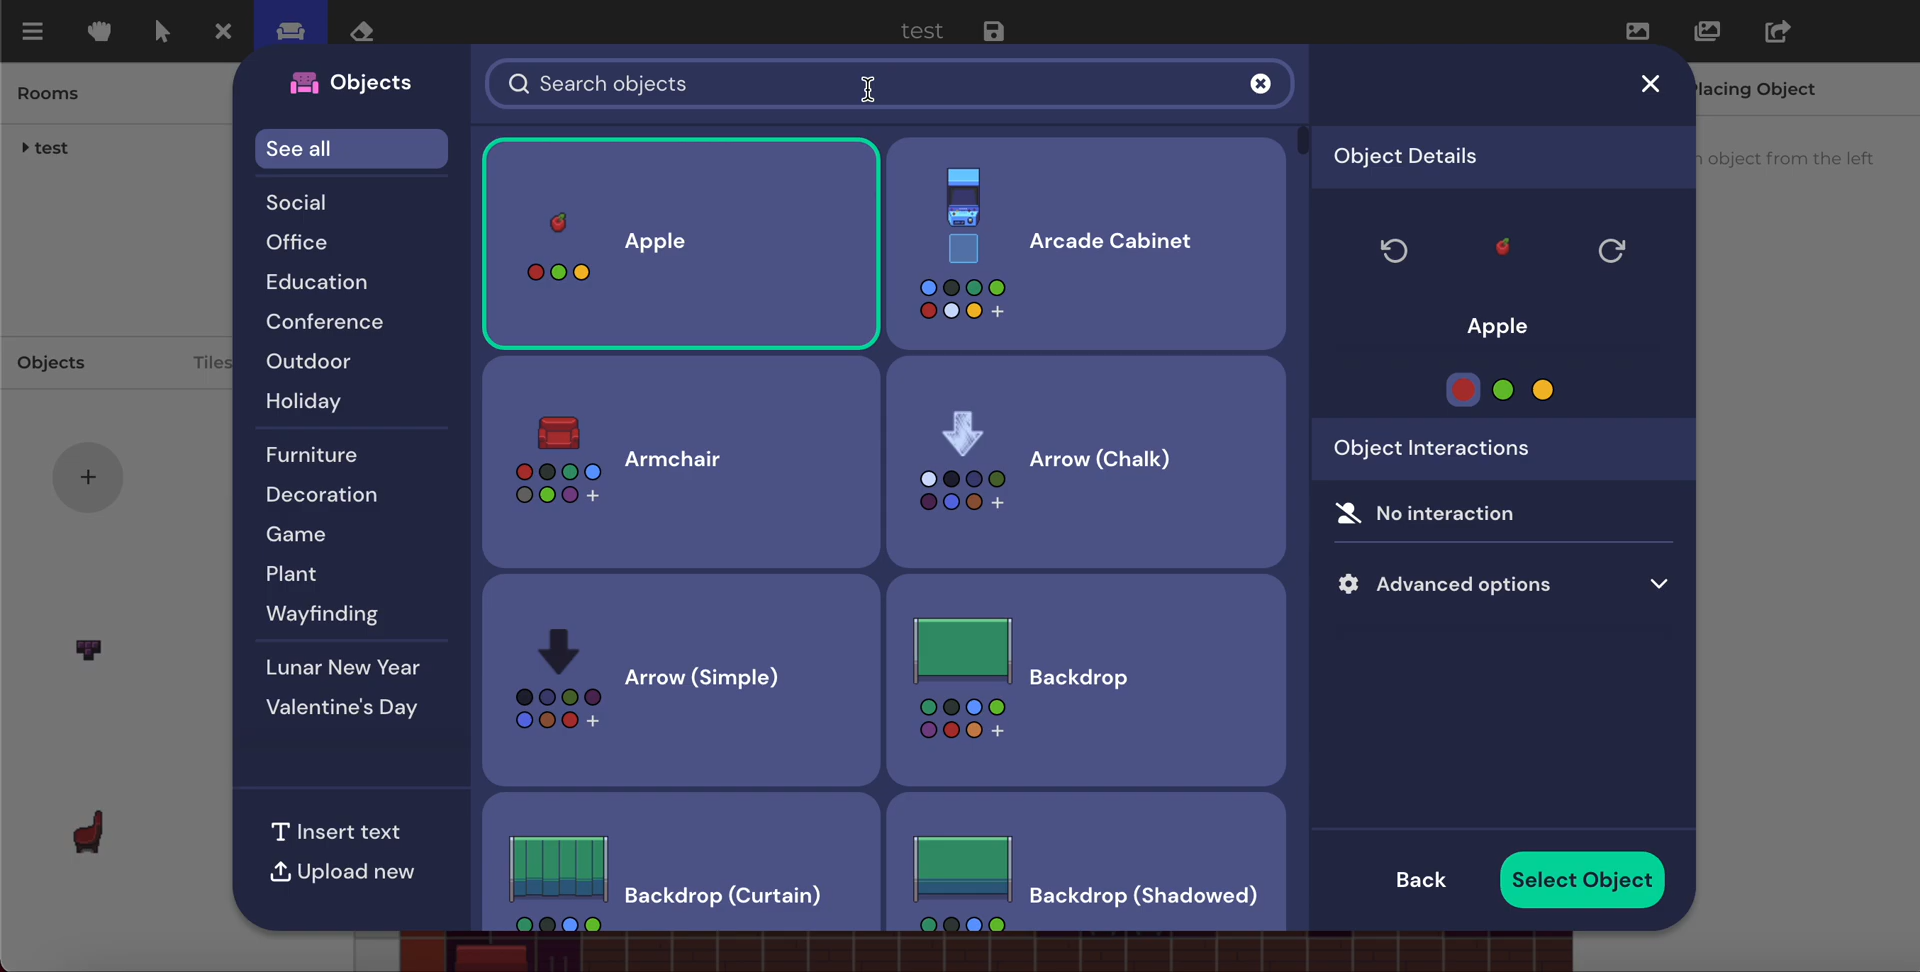 test
Rooms
test
Objects
Tiles
Objects
See all
Social
Office
Education
Conference
Outdoor
Holiday
Furniture
Decoration
Game
Plant
Wayfinding
Lunar New Year
Valentine's Day
Insert text
Upload new
Search objects
Apple
Arcade Cabinet
Armchair
Arrow (Chalk)
Arrow (Simple)
Backdrop
Backdrop (Curtain)
Backdrop (Shadowed)
Object Details
Apple
Object Interactions
No interaction
Advanced options
Back
Select Object
lacing Object
object from the left